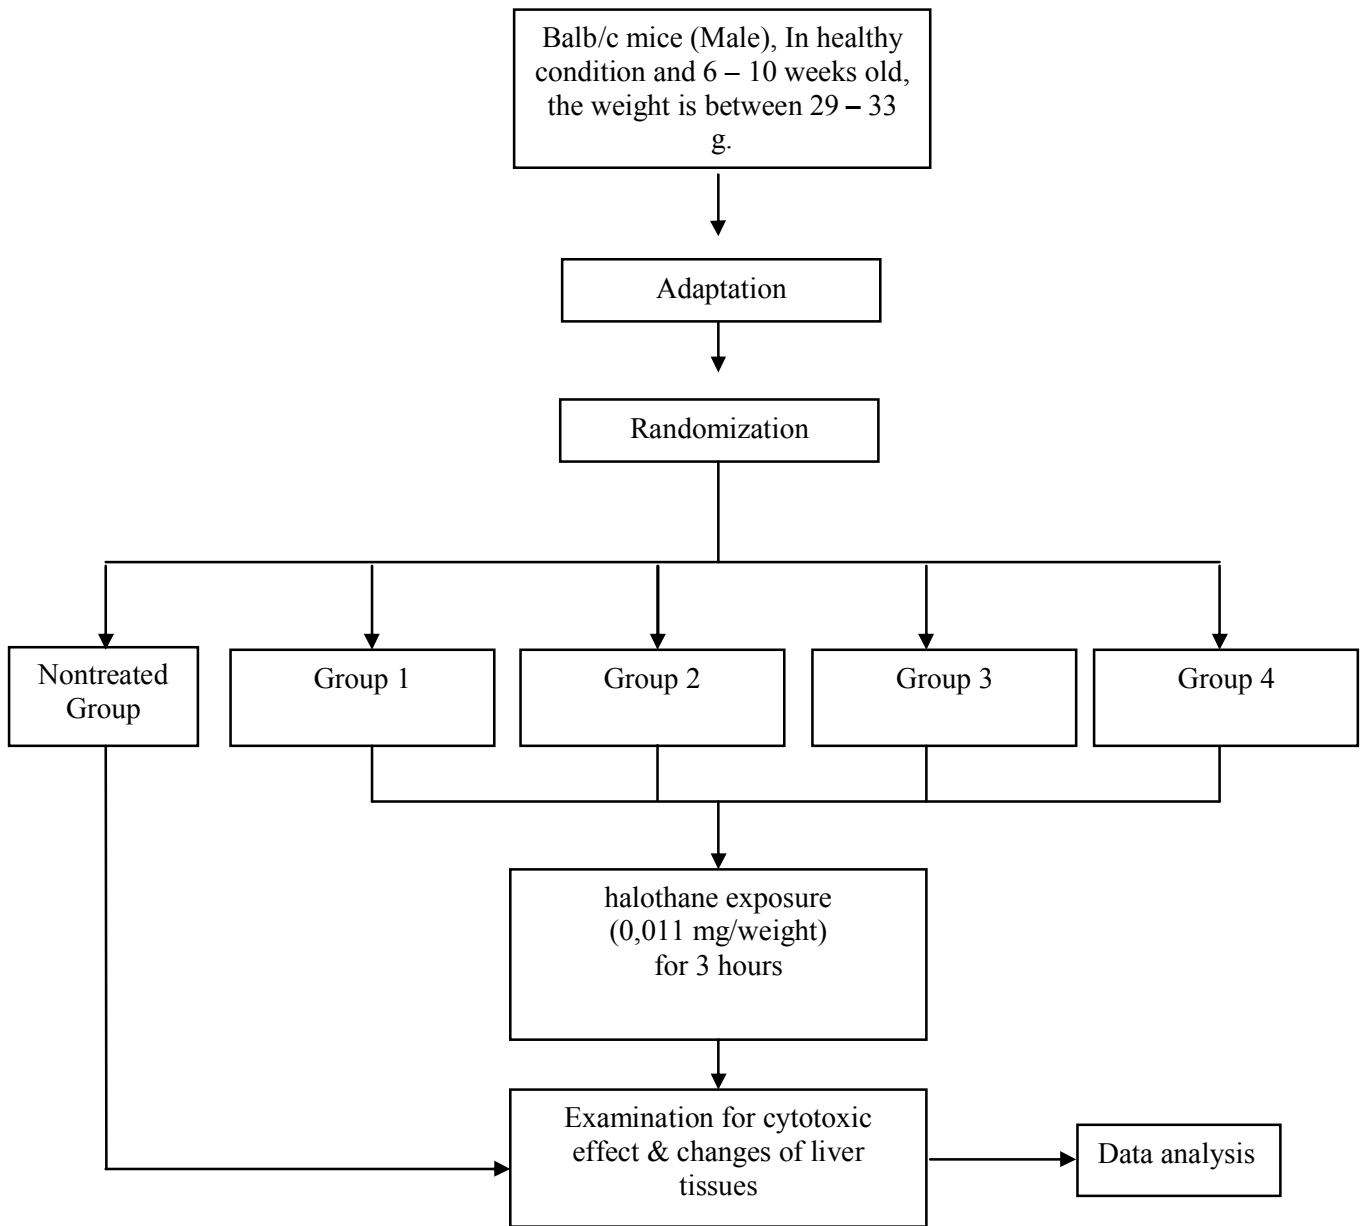 Balb/c mice (Male), In healthy
condition and 6 – 10 weeks old,
the weight is between 29 – 33
g.
Adaptation
Randomization
Nontreated
Group
Group 1
Group 2
Group 3
Group 4
halothane exposure
(0,011 mg/weight)
for 3 hours
Examination for cytotoxic
effect & changes of liver
tissues
Data analysis